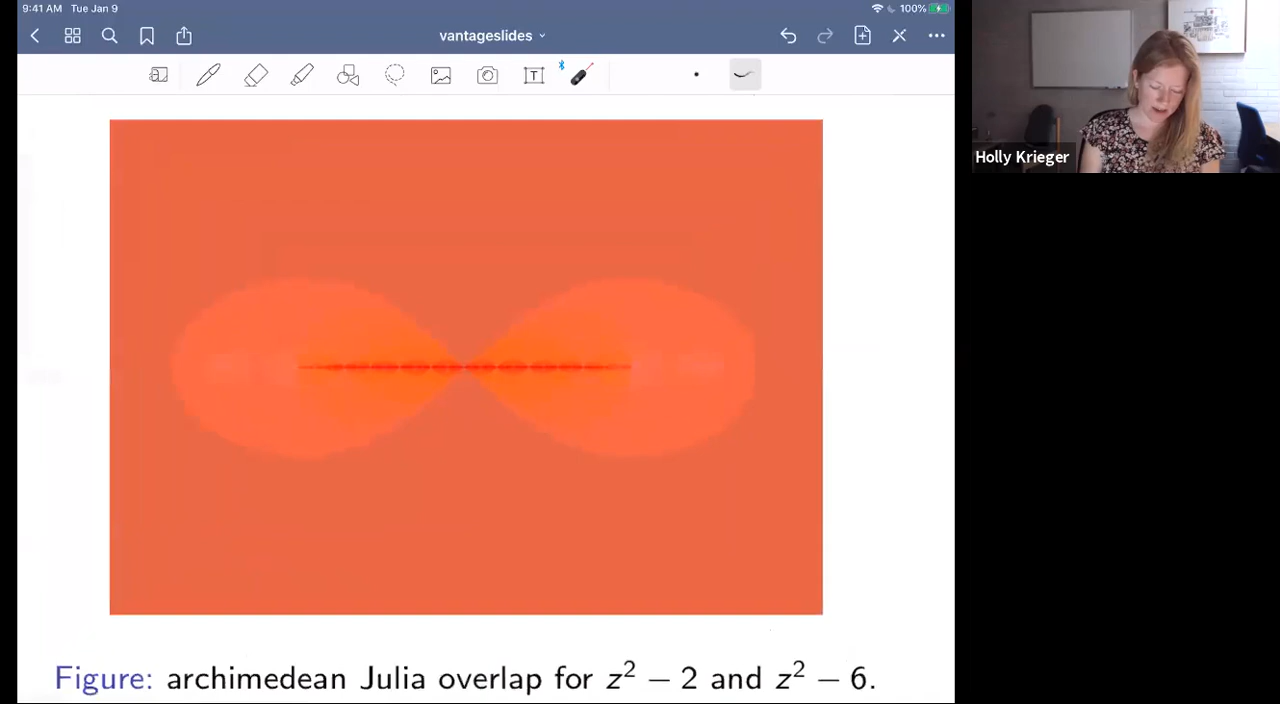 9:41 AM Tue Jan 9
100%
vantageslides
T
Holly Krieger
Figure: archimedean Julia overlap for z² − 2 and z² − 6.